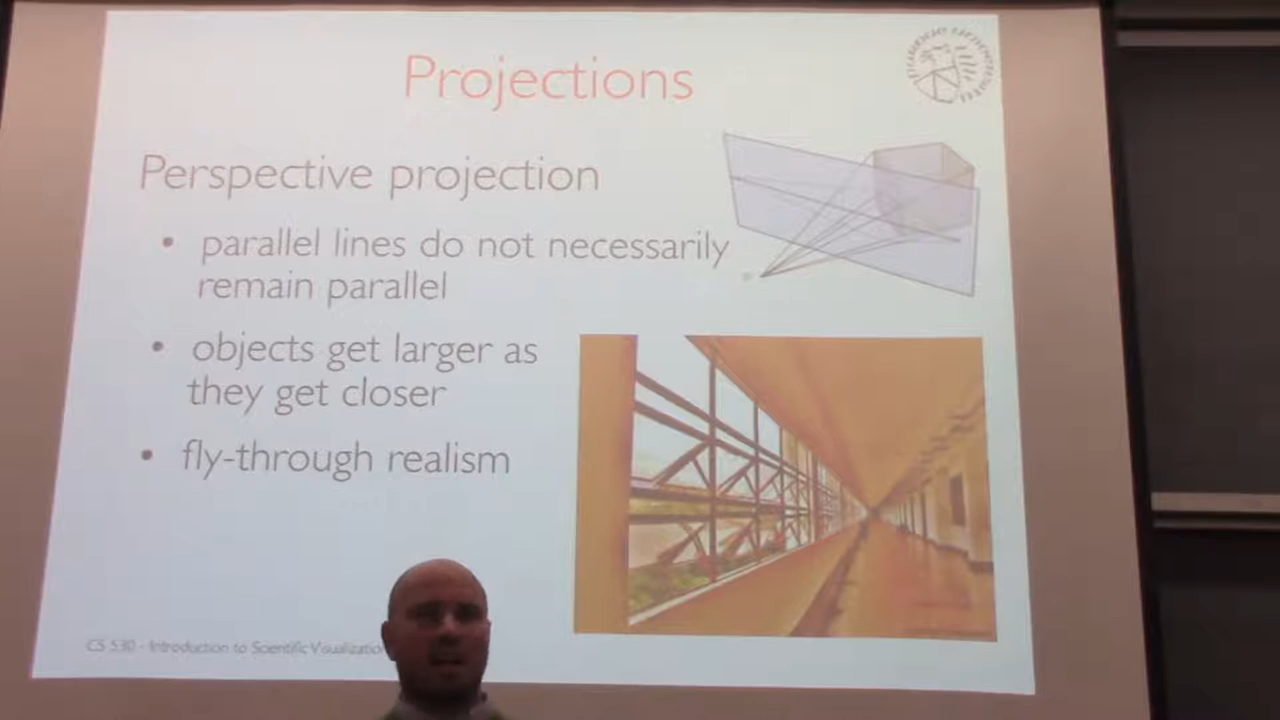 Projections
Perspective projection
• parallel lines do not necessarily
remain parallel
• objects get larger as
they get closer
• fly-through realism
CS 530 - Introduction to Scientific Visualization